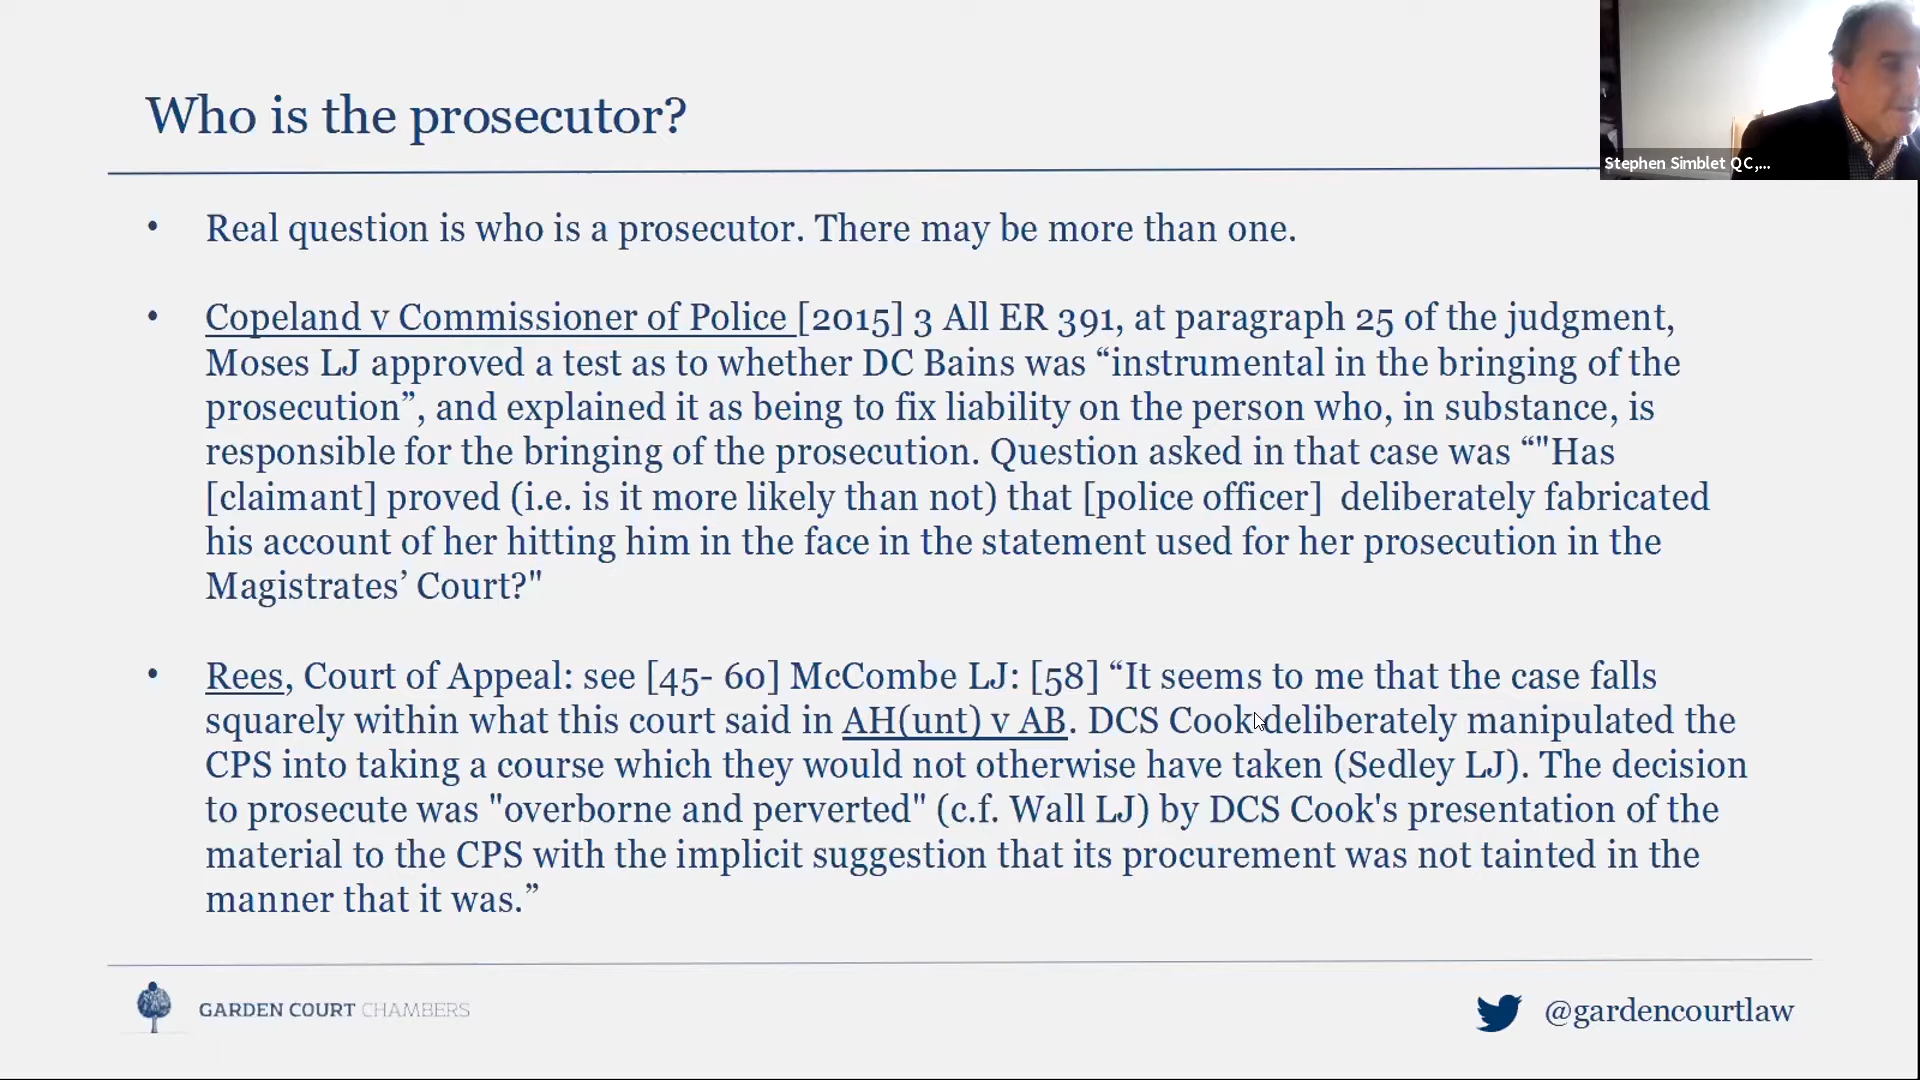 Who is the prosecutor?
Stephen Simblet QC,...
• Real question is who is a prosecutor. There may be more than one.
• Copeland v Commissioner of Police [2015] 3 All ER 391, at paragraph 25 of the judgment,
Moses LJ approved a test as to whether DC Bains was “instrumental in the bringing of the
prosecution”, and explained it as being to fix liability on the person who, in substance, is
responsible for the bringing of the prosecution. Question asked in that case was “"Has
[claimant] proved (i.e. is it more likely than not) that [police officer]  deliberately fabricated
his account of her hitting him in the face in the statement used for her prosecution in the
Magistrates’ Court?"
• Rees, Court of Appeal: see [45- 60] McCombe LJ: [58] “It seems to me that the case falls
squarely within what this court said in AH(unt) v AB. DCS Cook deliberately manipulated the
CPS into taking a course which they would not otherwise have taken (Sedley LJ). The decision
to prosecute was "overborne and perverted" (c.f. Wall LJ) by DCS Cook's presentation of the
material to the CPS with the implicit suggestion that its procurement was not tainted in the
manner that it was.”
GARDEN COURT CHAMBERS
@gardencourtlaw